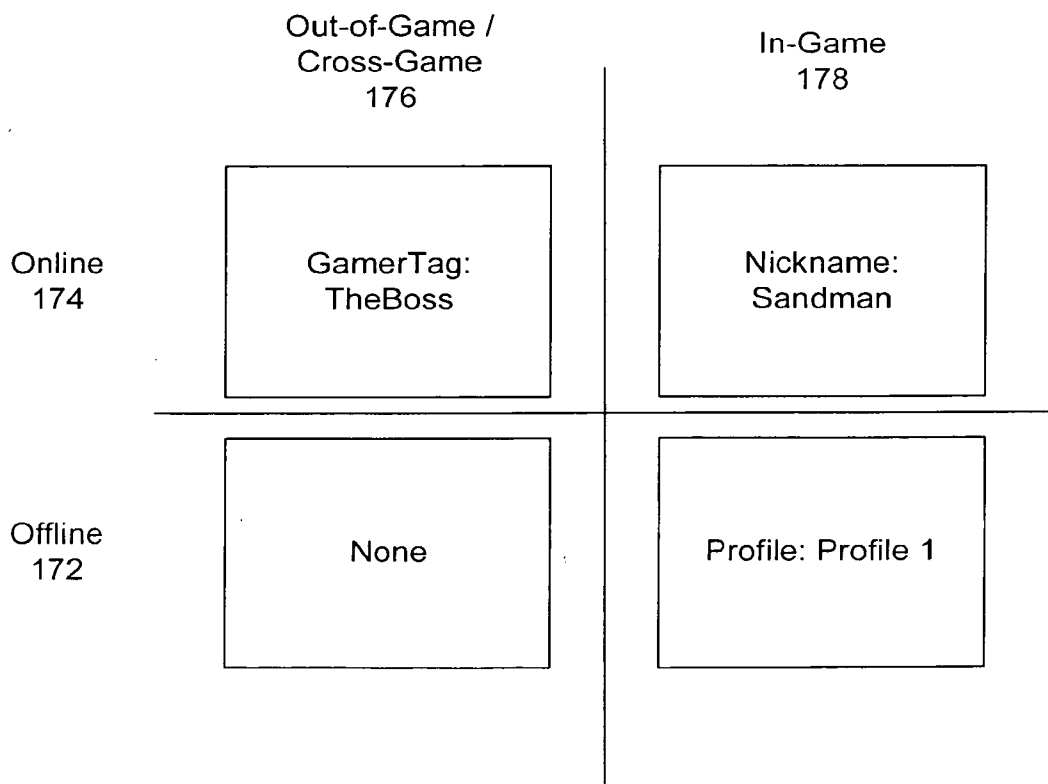 Out-of-Game /
Cross-Game
176
In-Game
178
Online
174
GamerTag:
TheBoss
Nickname:
Sandman
Offline
172
None
Profile: Profile 1